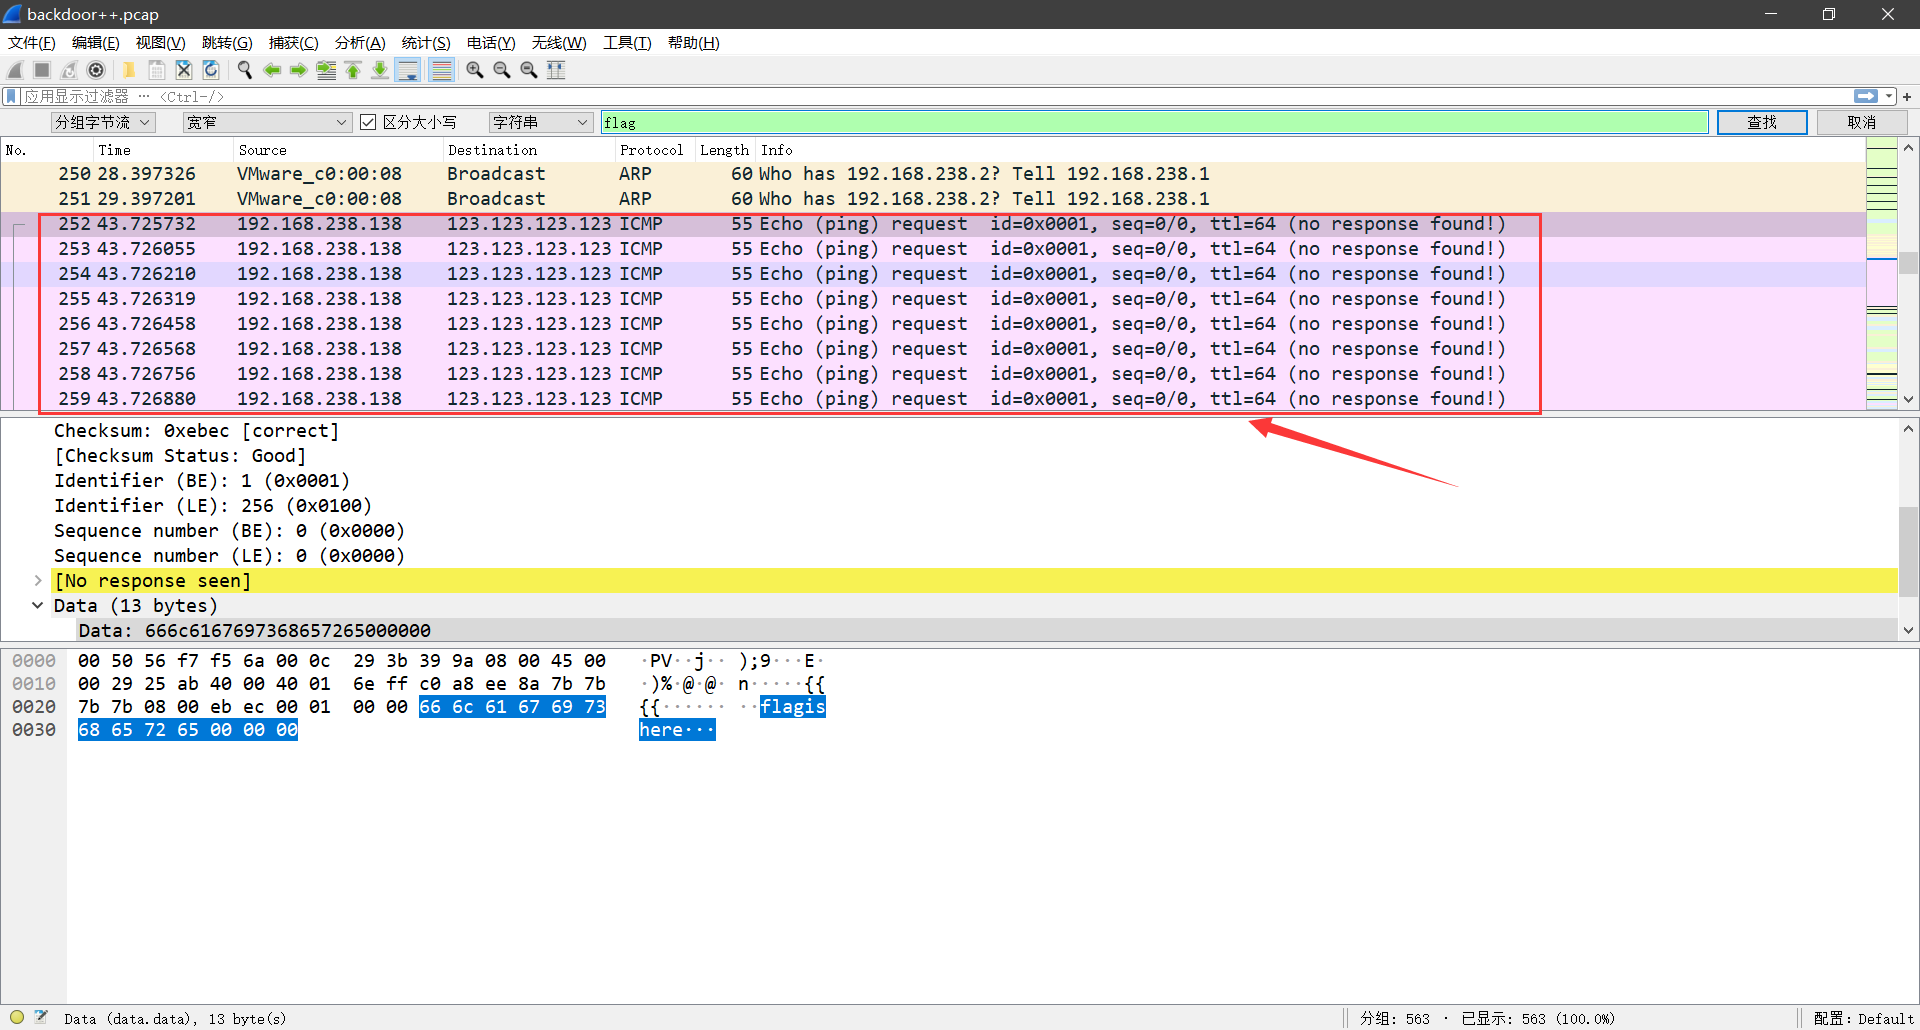 backdoor++.pcap
文件(F) 编辑(E) 视图(V) 跳转(G) 捕获(C) 分析(A) 统计(S) 电话(Y) 无线(W) 工具(T) 帮助(H)
应用显示过滤器 … <Ctrl-/>
分组字节流 宽窄 区分大小写 字符串 flag 查找 取消
No. Time Source Destination Protocol Length Info
250 28.397326 VMware_c0:00:08 Broadcast ARP 60 Who has 192.168.238.2? Tell 192.168.238.1
251 29.397201 VMware_c0:00:08 Broadcast ARP 60 Who has 192.168.238.2? Tell 192.168.238.1
252 43.725732 192.168.238.138 123.123.123.123 ICMP 55 Echo (ping) request id=0x0001, seq=0/0, ttl=64 (no response found!)
253 43.726055 192.168.238.138 123.123.123.123 ICMP 55 Echo (ping) request id=0x0001, seq=0/0, ttl=64 (no response found!)
254 43.726210 192.168.238.138 123.123.123.123 ICMP 55 Echo (ping) request id=0x0001, seq=0/0, ttl=64 (no response found!)
255 43.726319 192.168.238.138 123.123.123.123 ICMP 55 Echo (ping) request id=0x0001, seq=0/0, ttl=64 (no response found!)
256 43.726458 192.168.238.138 123.123.123.123 ICMP 55 Echo (ping) request id=0x0001, seq=0/0, ttl=64 (no response found!)
257 43.726568 192.168.238.138 123.123.123.123 ICMP 55 Echo (ping) request id=0x0001, seq=0/0, ttl=64 (no response found!)
258 43.726756 192.168.238.138 123.123.123.123 ICMP 55 Echo (ping) request id=0x0001, seq=0/0, ttl=64 (no response found!)
259 43.726880 192.168.238.138 123.123.123.123 ICMP 55 Echo (ping) request id=0x0001, seq=0/0, ttl=64 (no response found!)
Checksum: 0xebec [correct]
[Checksum Status: Good]
Identifier (BE): 1 (0x0001)
Identifier (LE): 256 (0x0100)
Sequence number (BE): 0 (0x0000)
Sequence number (LE): 0 (0x0000)
[No response seen]
Data (13 bytes)
Data: 666c6167697368657265000000
0000 00 50 56 f7 f5 6a 00 0c 29 3b 39 9a 08 00 45 00 ·PV··j·· );9···E·
0010 00 29 25 ab 40 00 40 01 6e ff c0 a8 ee 8a 7b 7b ·)%·@·@· n·····{{
0020 7b 7b 08 00 eb ec 00 01 00 00 66 6c 61 67 69 73 {{······ ··flagis
0030 68 65 72 65 00 00 00 here···
Data (data.data), 13 byte(s) 分组: 563 · 已显示: 563 (100.0%) 配置: Default